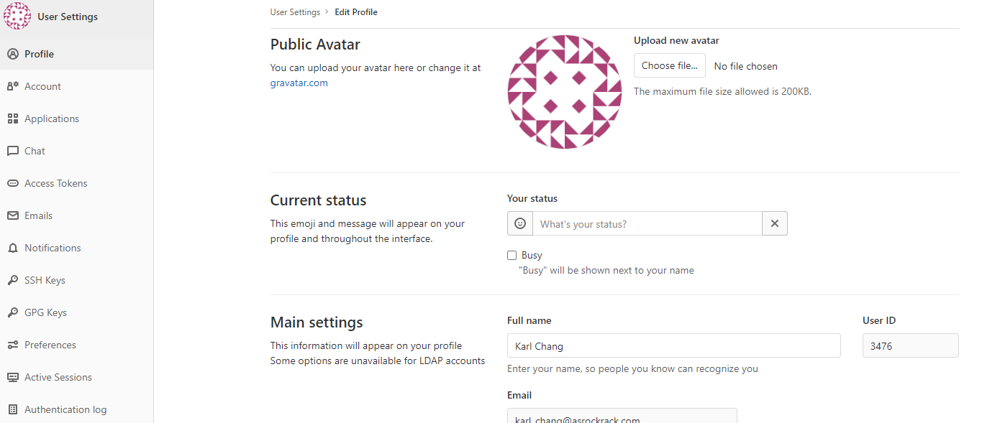 User Settings
Profile
Account
Applications
Chat
Access Tokens
Emails
Notifications
SSH Keys
GPG Keys
Preferences
Active Sessions
Authentication log
User Settings > Edit Profile
Public Avatar
You can upload your avatar here or change it at
gravatar.com
Upload new avatar
Choose file... No file chosen
The maximum file size allowed is 200KB.
Current status
This emoji and message will appear on your
profile and throughout the interface.
Your status
What's your status?
Busy
"Busy" will be shown next to your name
Main settings
This information will appear on your profile
Some options are unavailable for LDAP accounts
Full name
Karl Chang
Enter your name, so people you know can recognize you
User ID
3476
Email
karl_chang@asrockrack.com